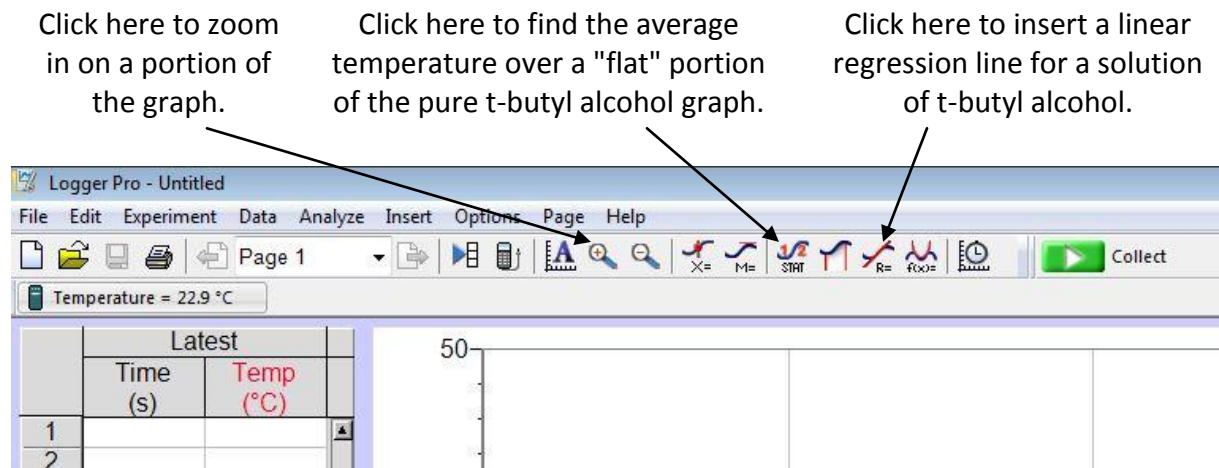 Click here to zoom
in on a portion of
the graph.
Click here to find the average
temperature over a "flat" portion
of the pure t-butyl alcohol graph.
Click here to insert a linear
regression line for a solution
of t-butyl alcohol.
Logger Pro - Untitled
File Edit Experiment Data Analyze Insert Options Page Help
Page 1 A X= M= 1/2 STAT R= f(x)= Collect
Temperature = 22.9 °C
Latest
Time Temp
(s) (°C)
1
2
50